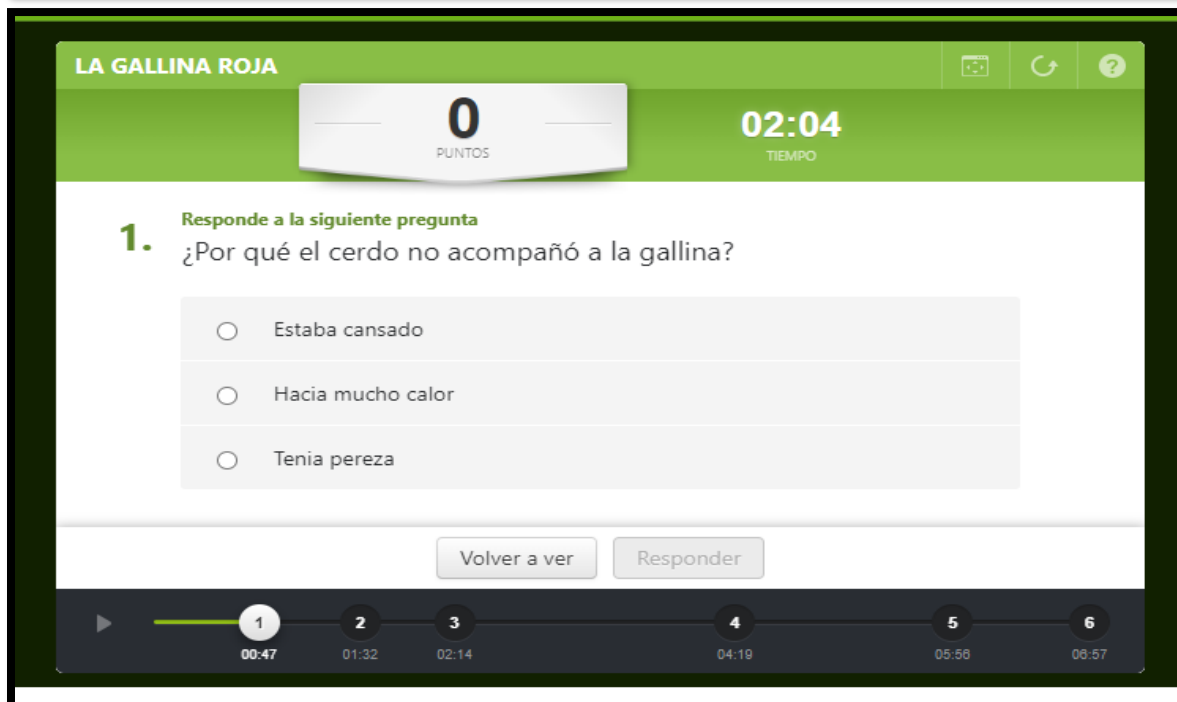 LA GALLINA ROJA
?
0
PUNTOS
02:04
TIEMPO
1.
Responde a la siguiente pregunta
¿Por qué el cerdo no acompañó a la gallina?
Estaba cansado
Hacia mucho calor
Tenia pereza
Volver a ver
Responder
1 2 3 4 5 6
00:47 01:32 02:14 04:19 05:56 06:57